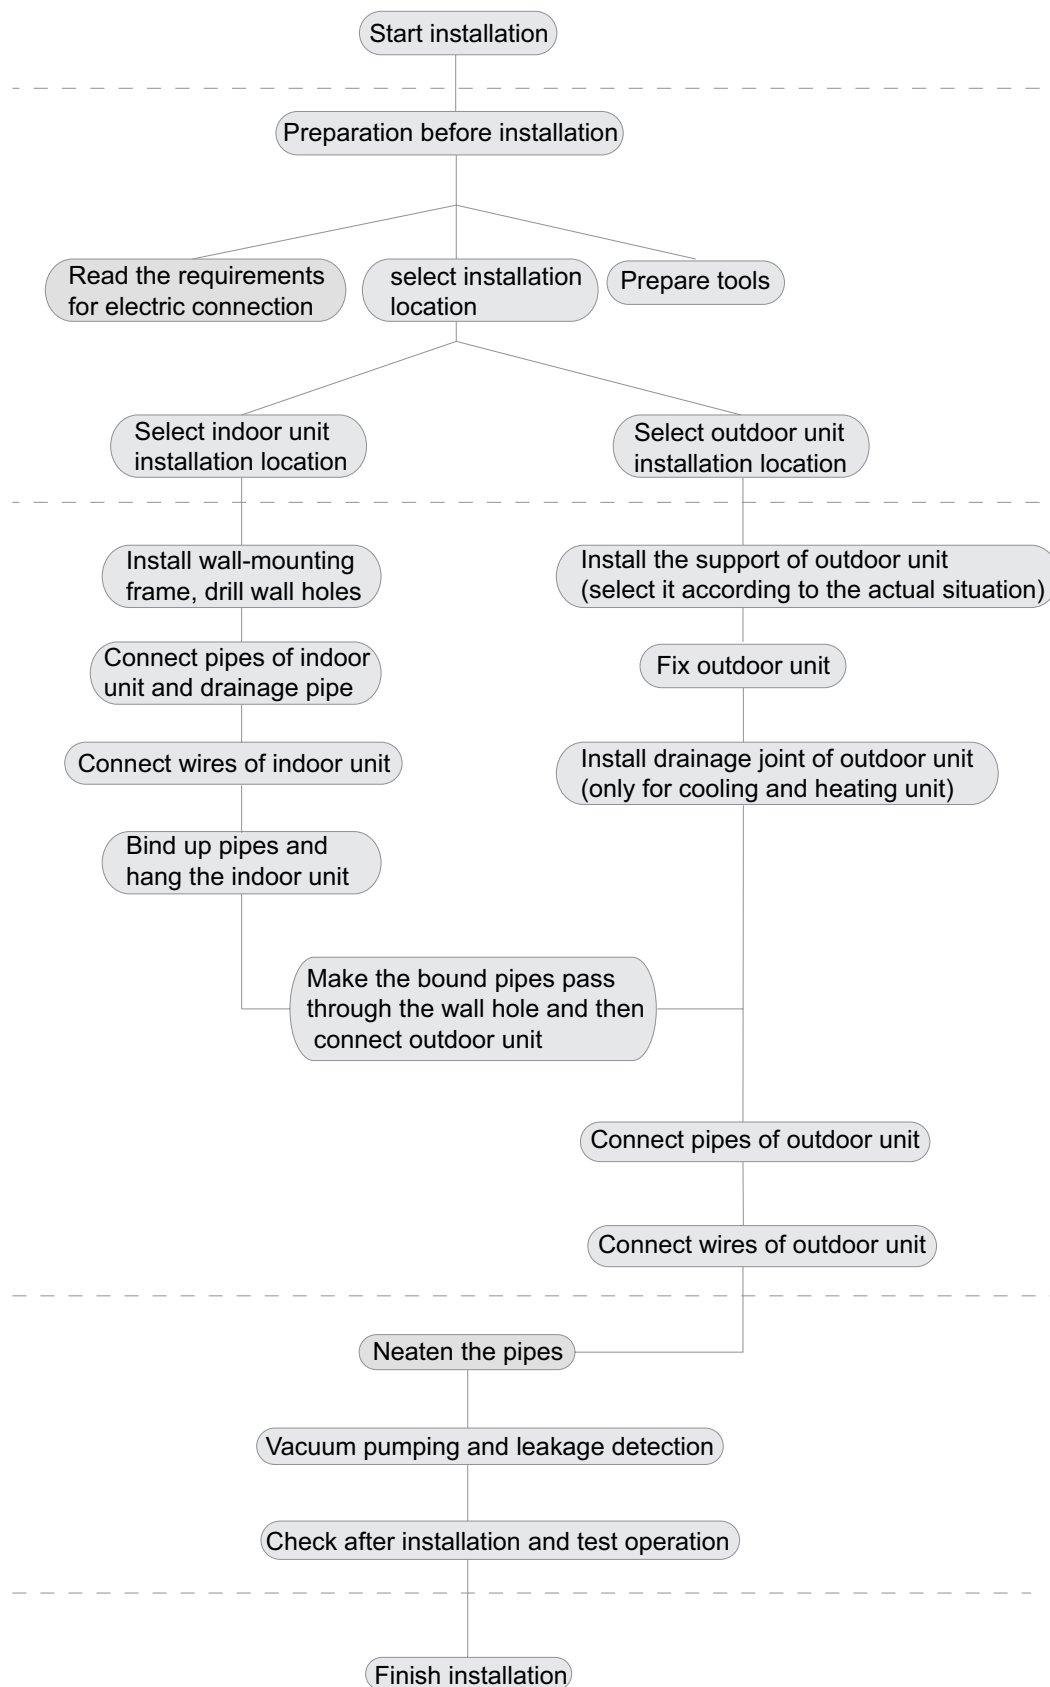 Start installation
Preparation before installation
Read the requirements
for electric connection
select installation
location
Prepare tools
Select indoor unit
installation location
Select outdoor unit
installation location
Install wall-mounting
frame, drill wall holes
Install the support of outdoor unit
(select it according to the actual situation)
Connect pipes of indoor
unit and drainage pipe
Fix outdoor unit
Connect wires of indoor unit
Install drainage joint of outdoor unit
(only for cooling and heating unit)
Bind up pipes and
hang the indoor unit
Make the bound pipes pass
through the wall hole and then
connect outdoor unit
Connect pipes of outdoor unit
Connect wires of outdoor unit
Neaten the pipes
Vacuum pumping and leakage detection
Check after installation and test operation
Finish installation